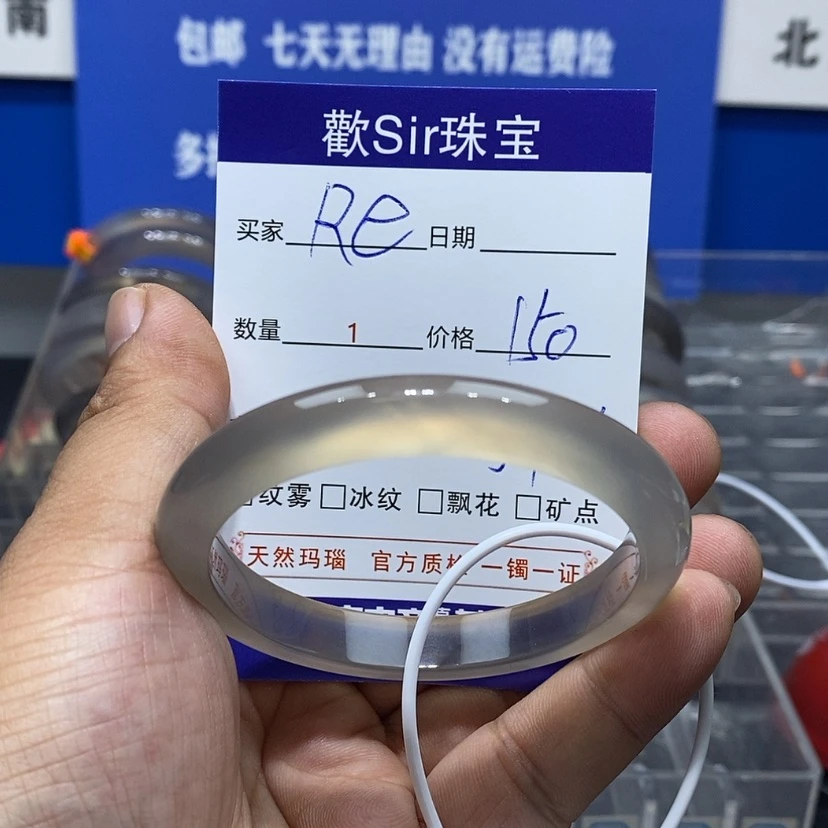 南
北
包邮 七天无理由 没有运费险
歡Sir珠宝
买家 Re 日期
数量 1 价格 150
纹雾 □冰纹 □飘花 □矿点
天然玛瑙 官方质检 一镯一证